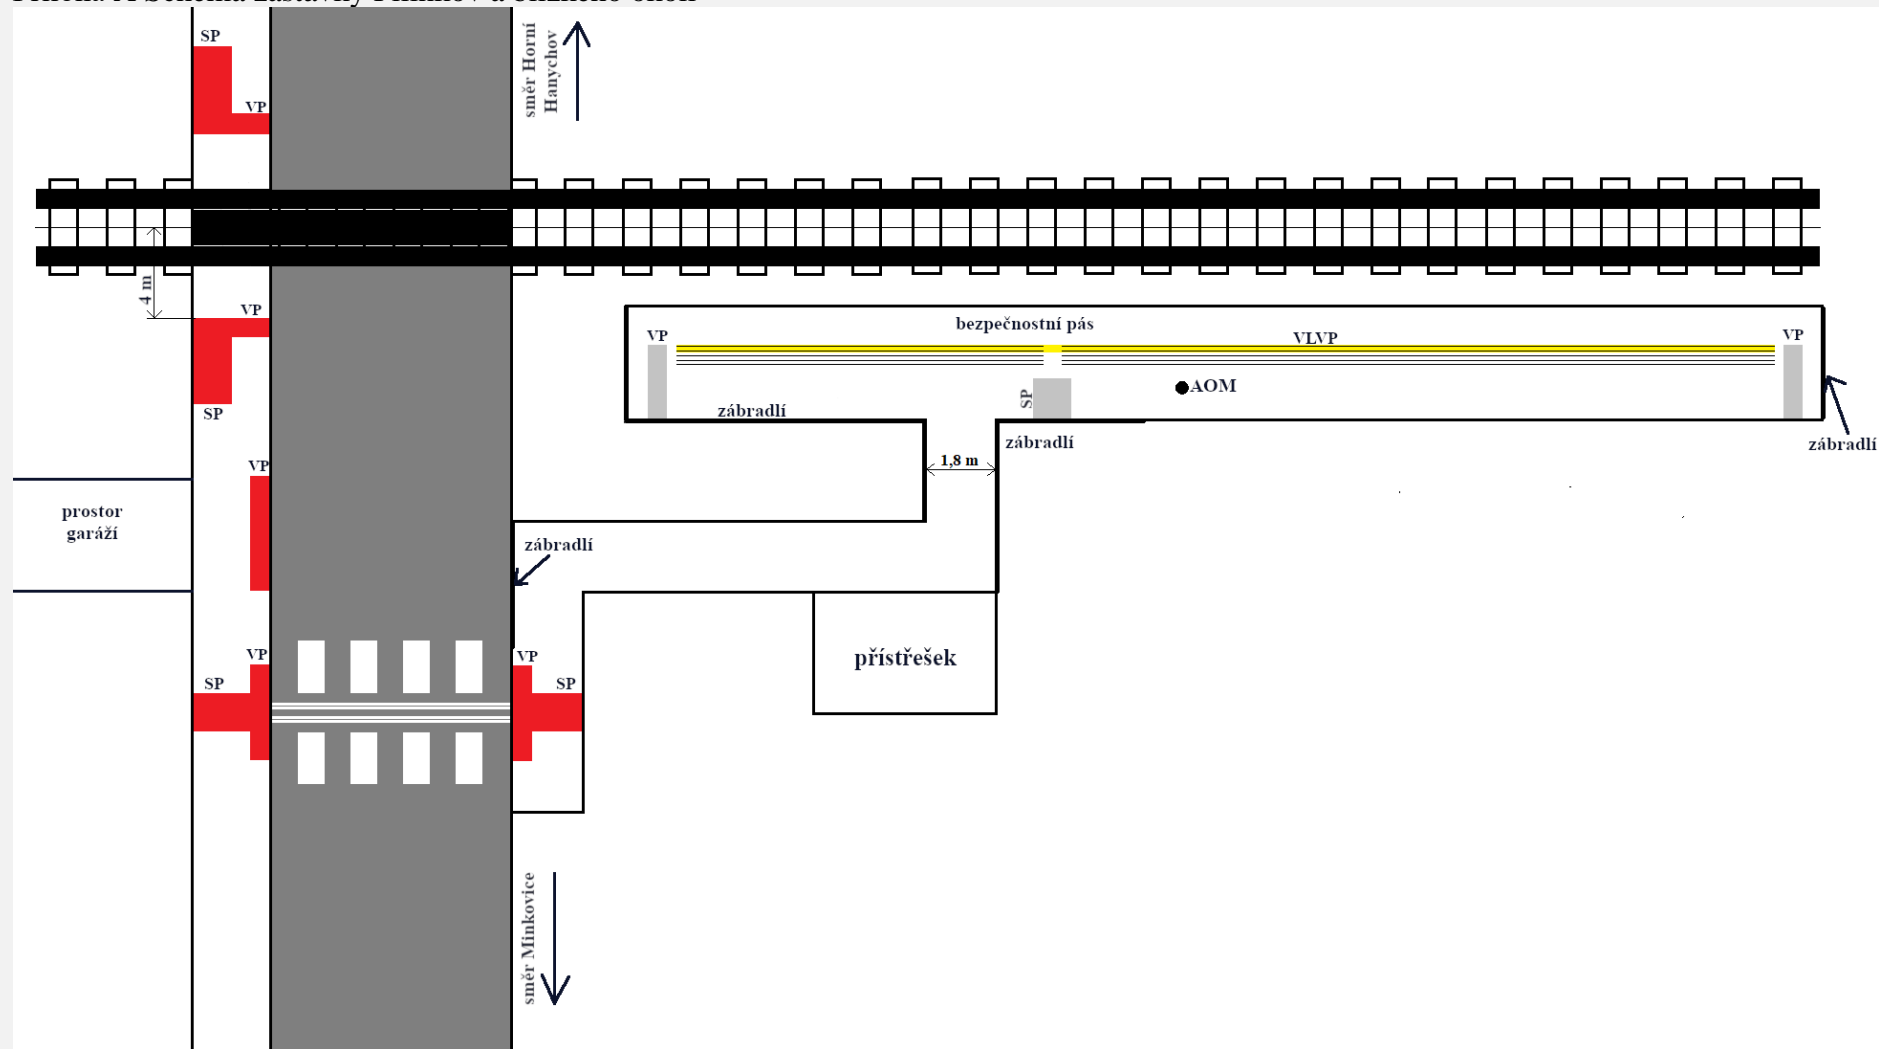 SP
VP
směr Horní
Hanychov
4 m
VP
SP
bezpečnostní pás
VP
VLVP
VP
SP
AOM
zábradlí
zábradlí
zábradlí
1,8 m
VP
prostor
garáží
zábradlí
VP
SP
VP
SP
přístřešek
směr Minkovice